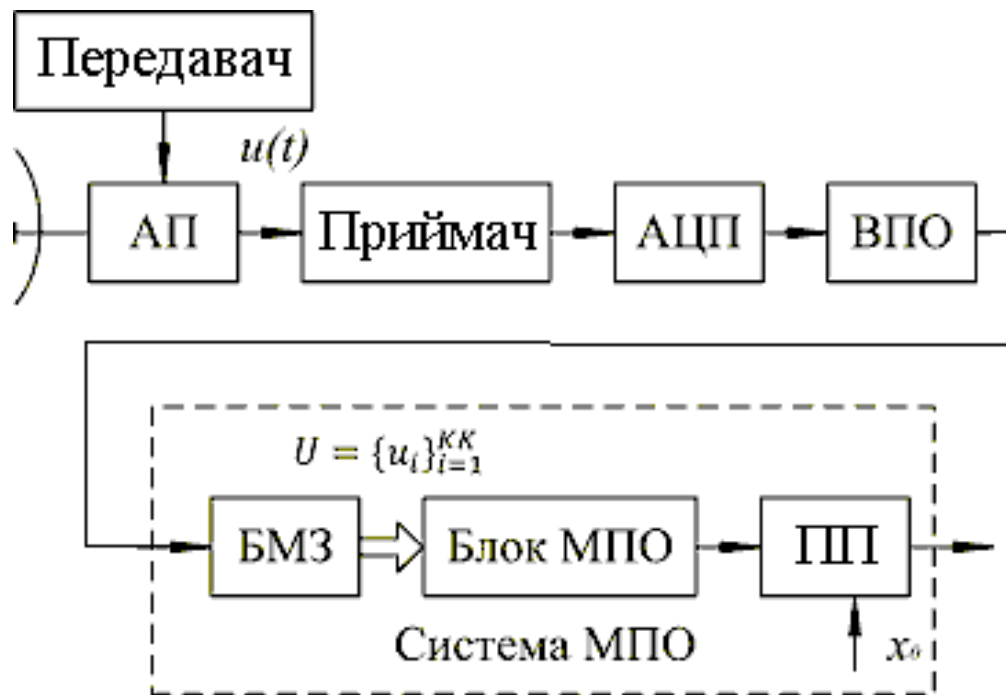 Передавач
u(t)
АП
Приймач
АЦП
ВПО
U = {u_i}_{i=1}^{KK}
БМЗ
Блок МПО
ПП
Система МПО
x₀